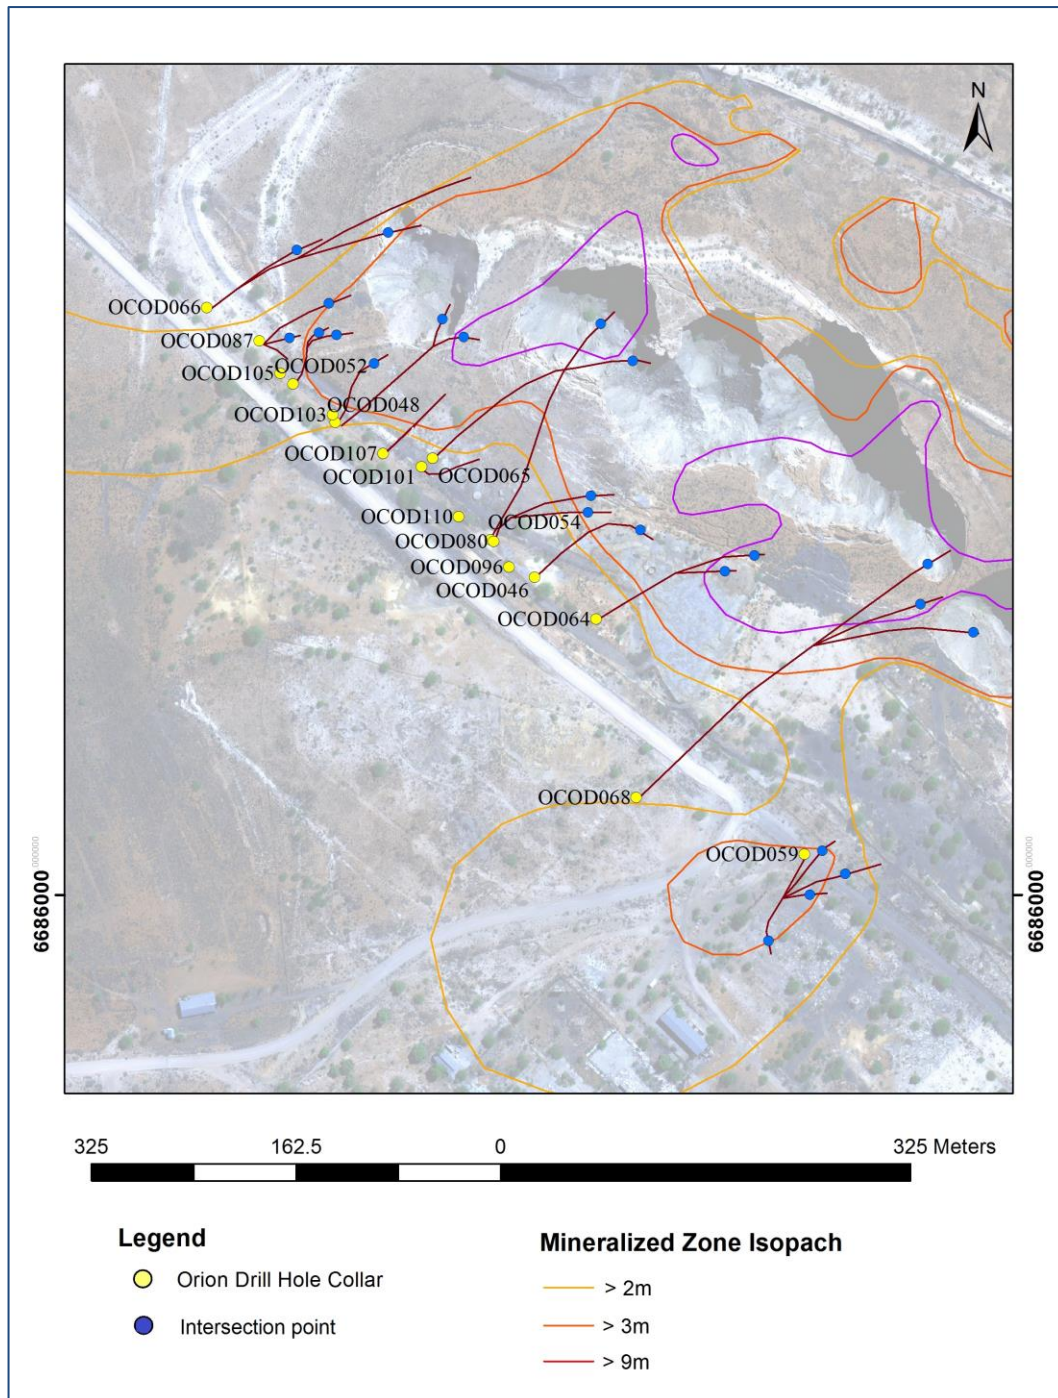 N
OCOD066
OCOD087
OCOD052
OCOD105
OCOD048
OCOD103
OCOD107
OCOD065
OCOD101
OCOD110
OCOD054
OCOD080
OCOD096
OCOD046
OCOD064
OCOD068
OCOD059
6686000.000000
6686000.000000
325 162.5 0 325 Meters
Legend
Orion Drill Hole Collar
Intersection point
Mineralized Zone Isopach
> 2m
> 3m
> 9m